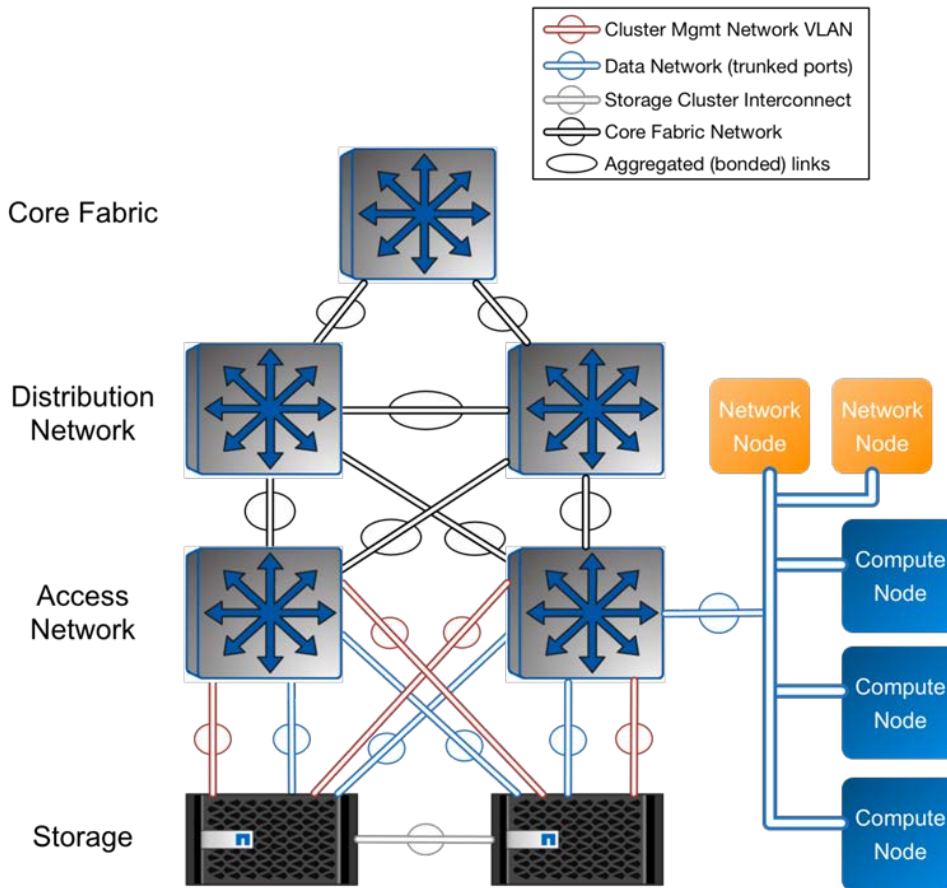 Cluster Mgmt Network VLAN
Data Network (trunked ports)
Storage Cluster Interconnect
Core Fabric Network
Aggregated (bonded) links
Core Fabric
Distribution
Network
Network
Node
Network
Node
Access
Network
Compute
Node
Compute
Node
Compute
Node
Storage